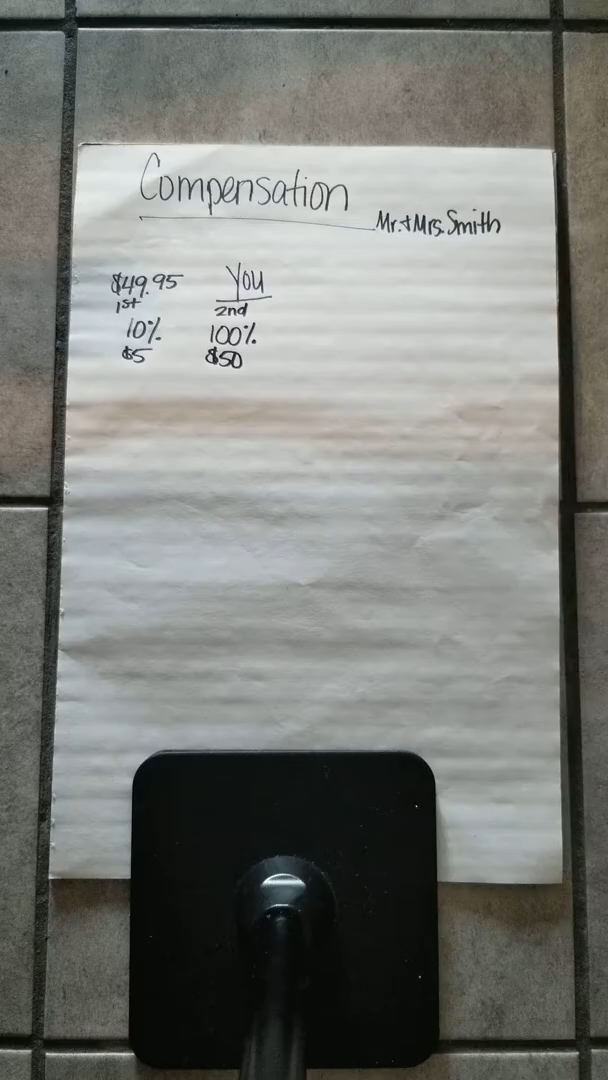 Compensation
Mr. + Mrs. Smith
$49.95 You
1st 2nd
10% 100%
$5 $50